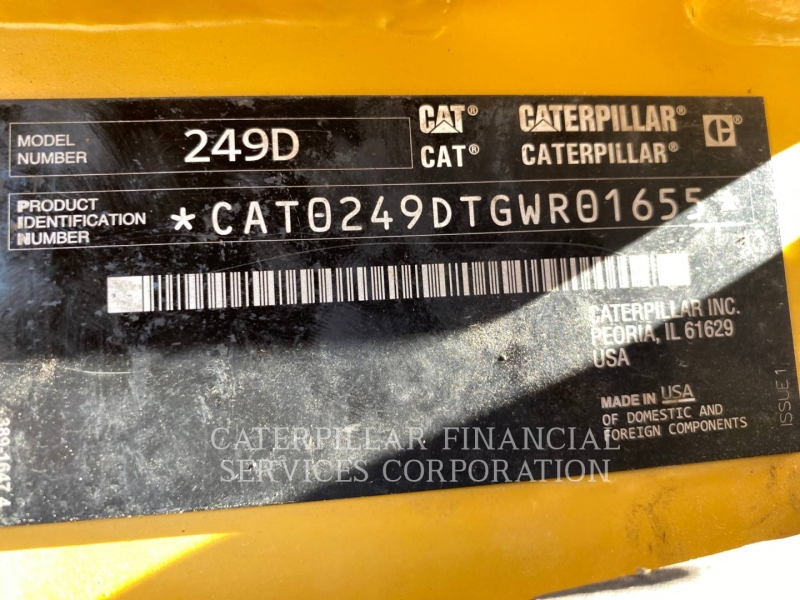 MODEL NUMBER 249D
CAT® CATERPILLAR®
CAT® CATERPILLAR®
PRODUCT IDENTIFICATION NUMBER *CAT0249DTGWR01655*
CATERPILLAR INC.
PEORIA, IL 61629
USA
MADE IN USA
OF DOMESTIC AND
FOREIGN COMPONENTS
ISSUE 1
CATERPILLAR FINANCIAL
SERVICES CORPORATION